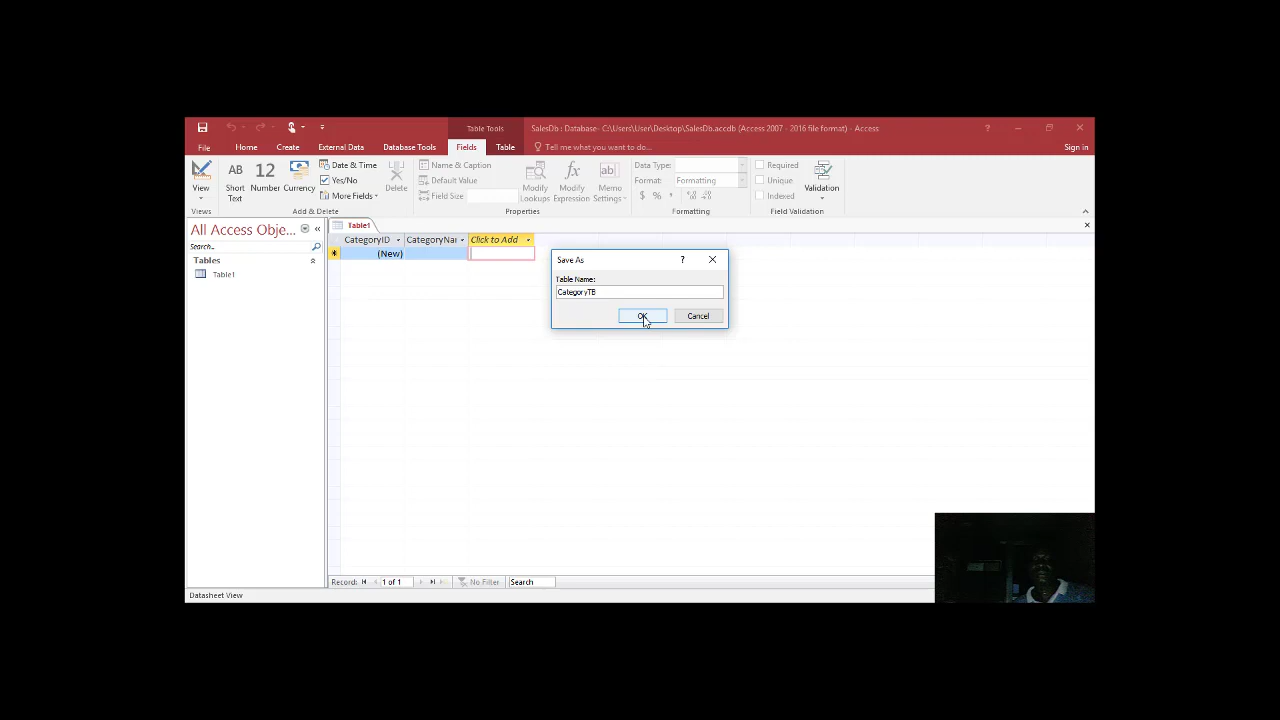 Table Tools
SalesDb : Database- C:\Users\User\Desktop\SalesDb.accdb (Access 2007 - 2016 file format) - Access
File Home Create External Data Database Tools Fields Table Tell me what you want to do... Sign in
View
Views
AB
Short Text
12
Number
Currency
Date & Time
Yes/No
More Fields
Delete
Add & Delete
Name & Caption
Default Value
Field Size
Modify Lookups
fx
Modify Expression
ab
Memo Settings
Properties
Data Type:
Format: Formatting
$ %
Formatting
Required
Unique
Indexed
Validation
Field Validation
All Access Obje...
Search...
Tables
Table1
Table1
CategoryID CategoryNar Click to Add
(New)
Save As
Table Name:
CategoryTB
OK Cancel
Record: 1 of 1 No Filter Search
Datasheet View